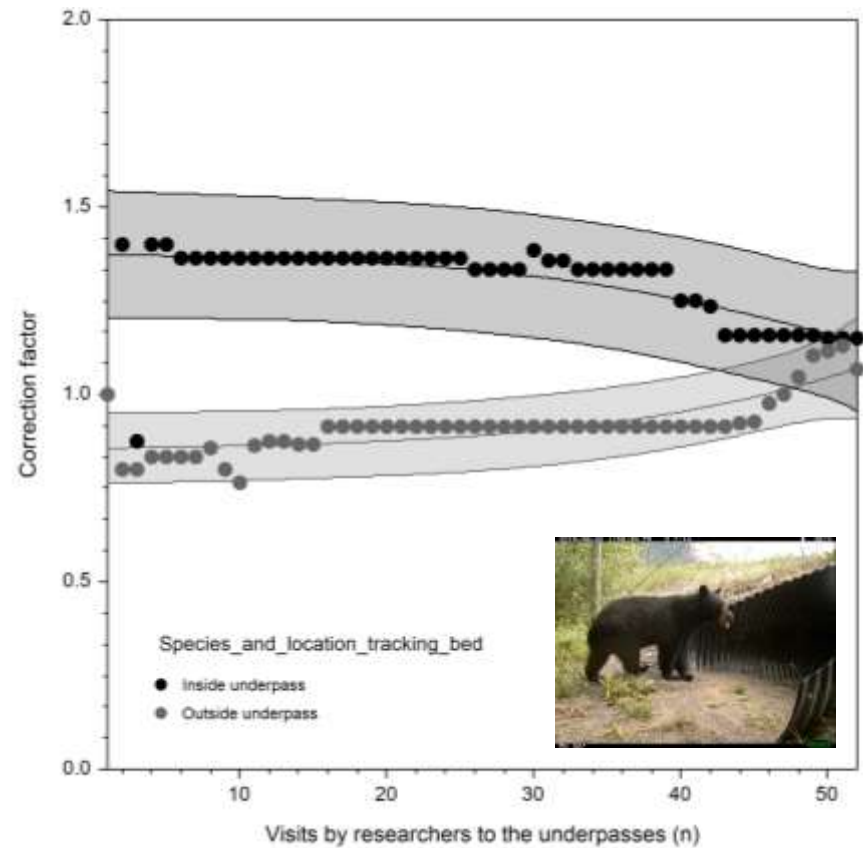 2.0
1.5
1.0
0.5
0.0
Correction factor
Species_and_location_tracking_bed
Inside underpass
Outside underpass
10
20
30
40
50
Visits by researchers to the underpasses (n)